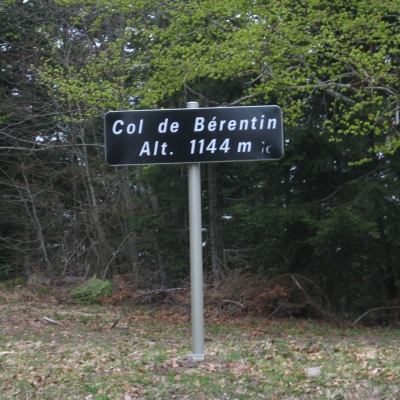 Col de Bérentin
Alt. 1144 m